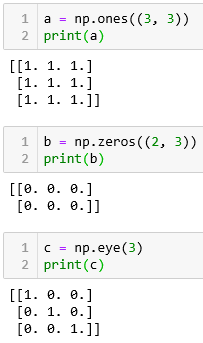 1 a = np.ones((3, 3))
2 print(a)
[[1. 1. 1.]
 [1. 1. 1.]
 [1. 1. 1.]]
1 b = np.zeros((2, 3))
2 print(b)
[[0. 0. 0.]
 [0. 0. 0.]]
1 c = np.eye(3)
2 print(c)
[[1. 0. 0.]
 [0. 1. 0.]
 [0. 0. 1.]]